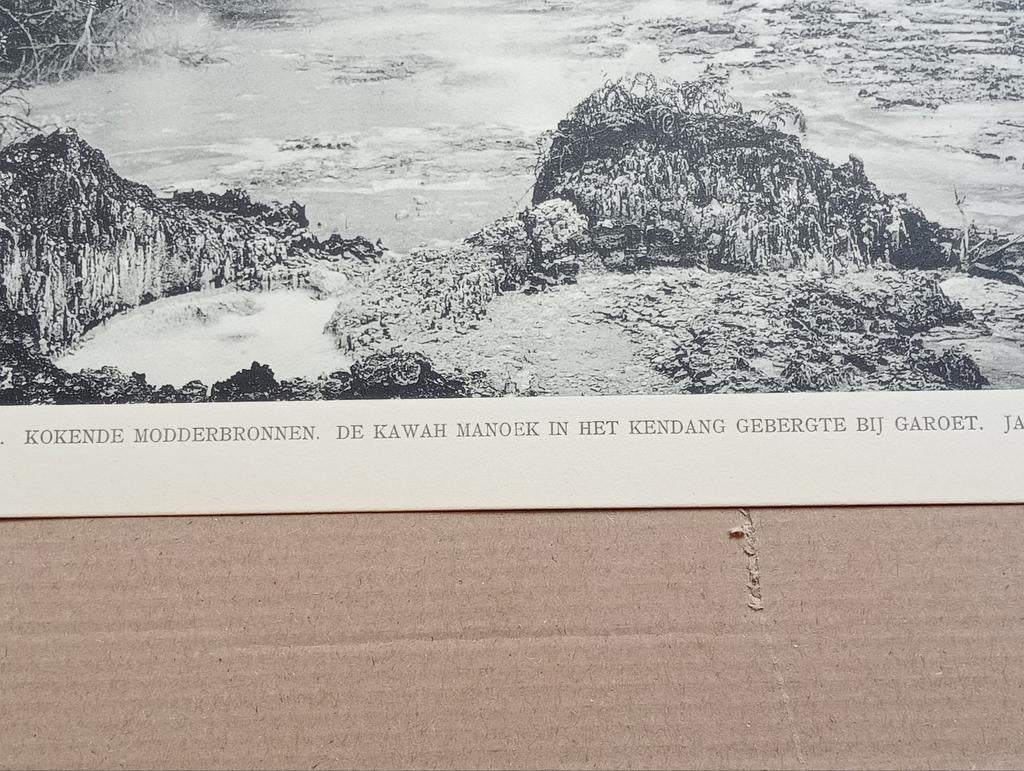 . KOKENDE MODDERBRONNEN. DE KAWAH MANOEK IN HET KENDANG GEBERGTE BIJ GAROET. JA